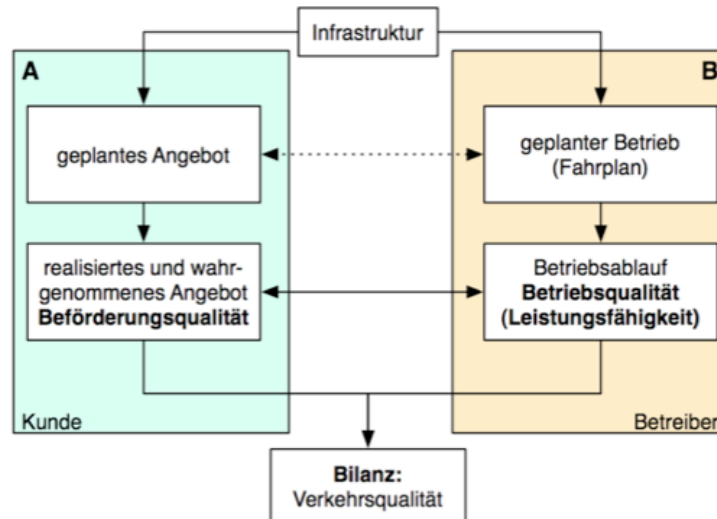 Infrastruktur
A
geplantes Angebot
realisiertes und wahr-
genommenes Angebot
Beförderungsqualität
Kunde
B
geplanter Betrieb
(Fahrplan)
Betriebsablauf
Betriebsqualität
(Leistungsfähigkeit)
Betreiber
Bilanz:
Verkehrsqualität